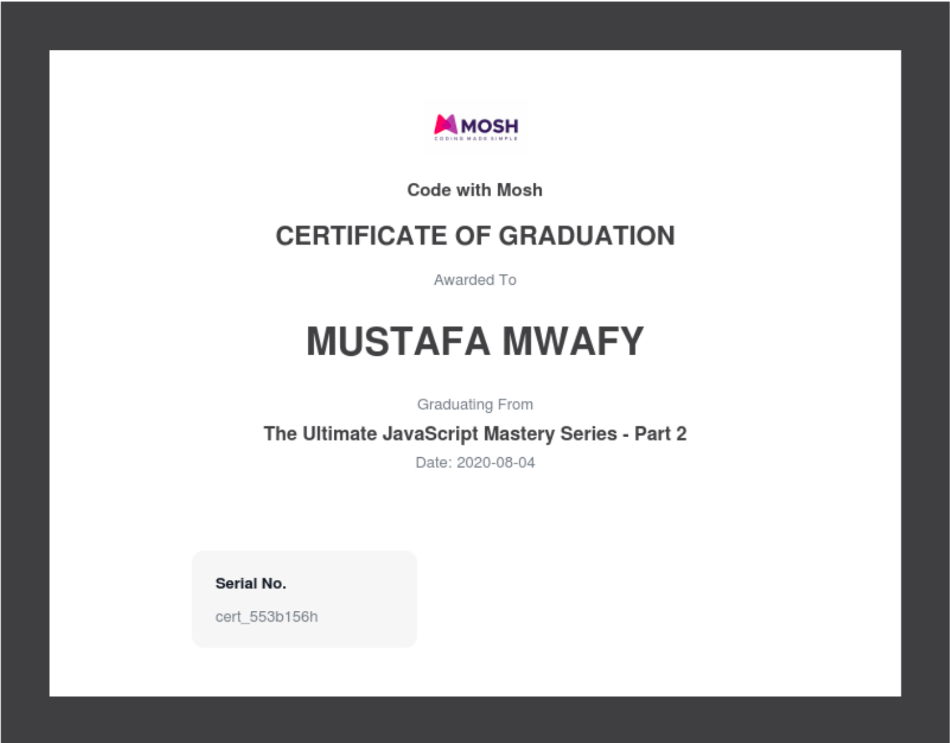 MOSH
CODING MADE SIMPLE
Code with Mosh
CERTIFICATE OF GRADUATION
Awarded To
MUSTAFA MWAFY
Graduating From
The Ultimate JavaScript Mastery Series - Part 2
Date: 2020-08-04
Serial No.
cert_553b156h